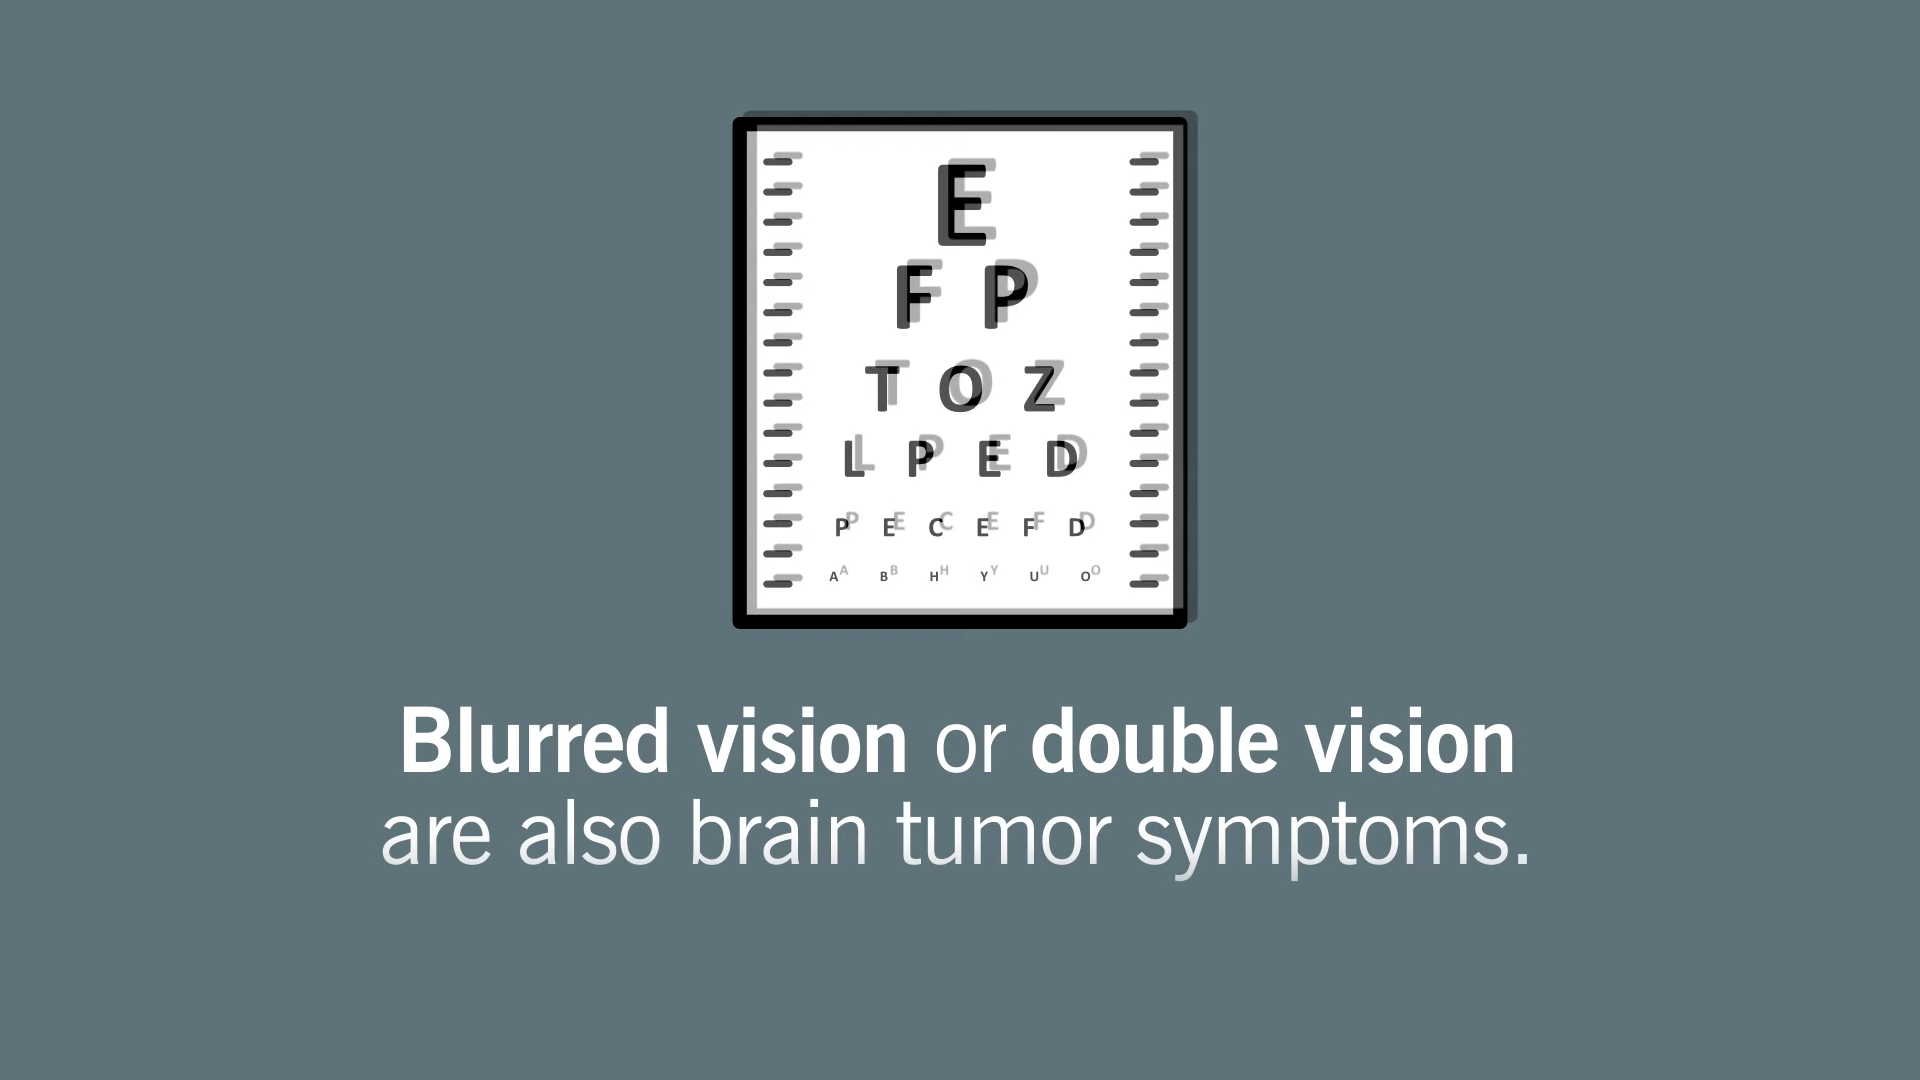 E
F P
T O Z
L P E D
P E C E F D
A B H Y U O
Blurred vision or double vision
are also brain tumor symptoms.